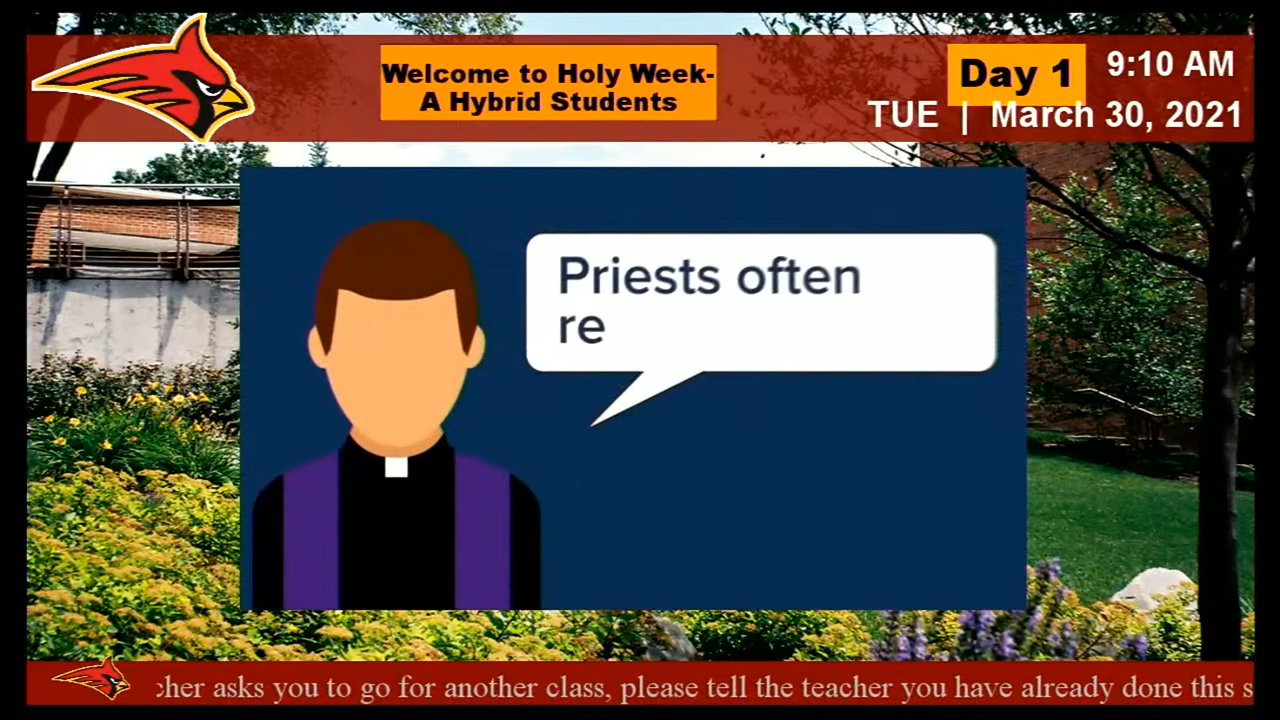 Welcome to Holy Week-
A Hybrid Students
Day 1
9:10 AM
TUE | March 30, 2021
Priests often
re
cher asks you to go for another class, please tell the teacher you have already done this s